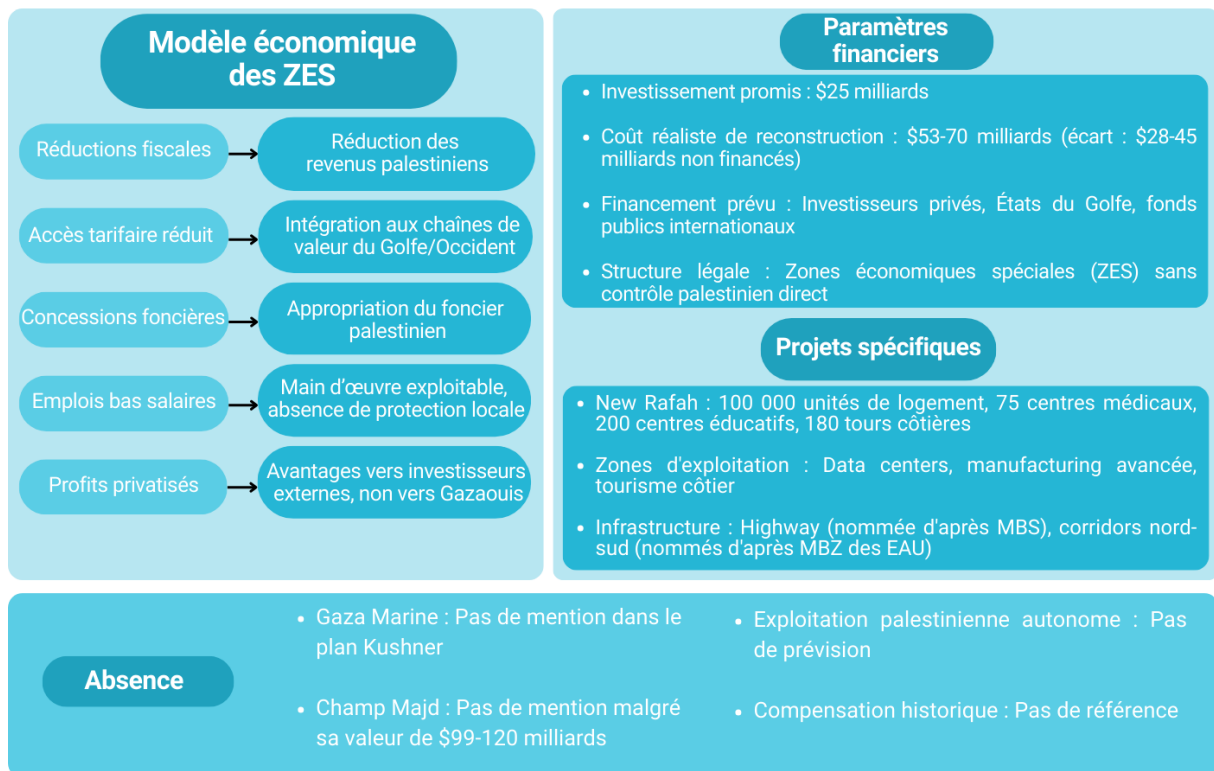 Modèle économique
des ZES
Réductions fiscales
Réduction des
revenus palestiniens
Accès tarifaire réduit
Intégration aux chaînes de
valeur du Golfe/Occident
Concessions foncières
Appropriation du foncier
palestinien
Emplois bas salaires
Main d'œuvre exploitable,
absence de protection locale
Profits privatisés
Avantages vers investisseurs
externes, non vers Gazaouis
Paramètres
financiers
• Investissement promis : $25 milliards
• Coût réaliste de reconstruction : $53-70 milliards (écart : $28-45
milliards non financés)
• Financement prévu : Investisseurs privés, États du Golfe, fonds
publics internationaux
• Structure légale : Zones économiques spéciales (ZES) sans
contrôle palestinien direct
Projets spécifiques
• New Rafah : 100 000 unités de logement, 75 centres médicaux,
200 centres éducatifs, 180 tours côtières
• Zones d'exploitation : Data centers, manufacturing avancée,
tourisme côtier
• Infrastructure : Highway (nommée d'après MBS), corridors nord-
sud (nommés d'après MBZ des EAU)
Absence
• Gaza Marine : Pas de mention dans le
plan Kushner
• Champ Majd : Pas de mention malgré
sa valeur de $99-120 milliards
• Exploitation palestinienne autonome : Pas
de prévision
• Compensation historique : Pas de référence